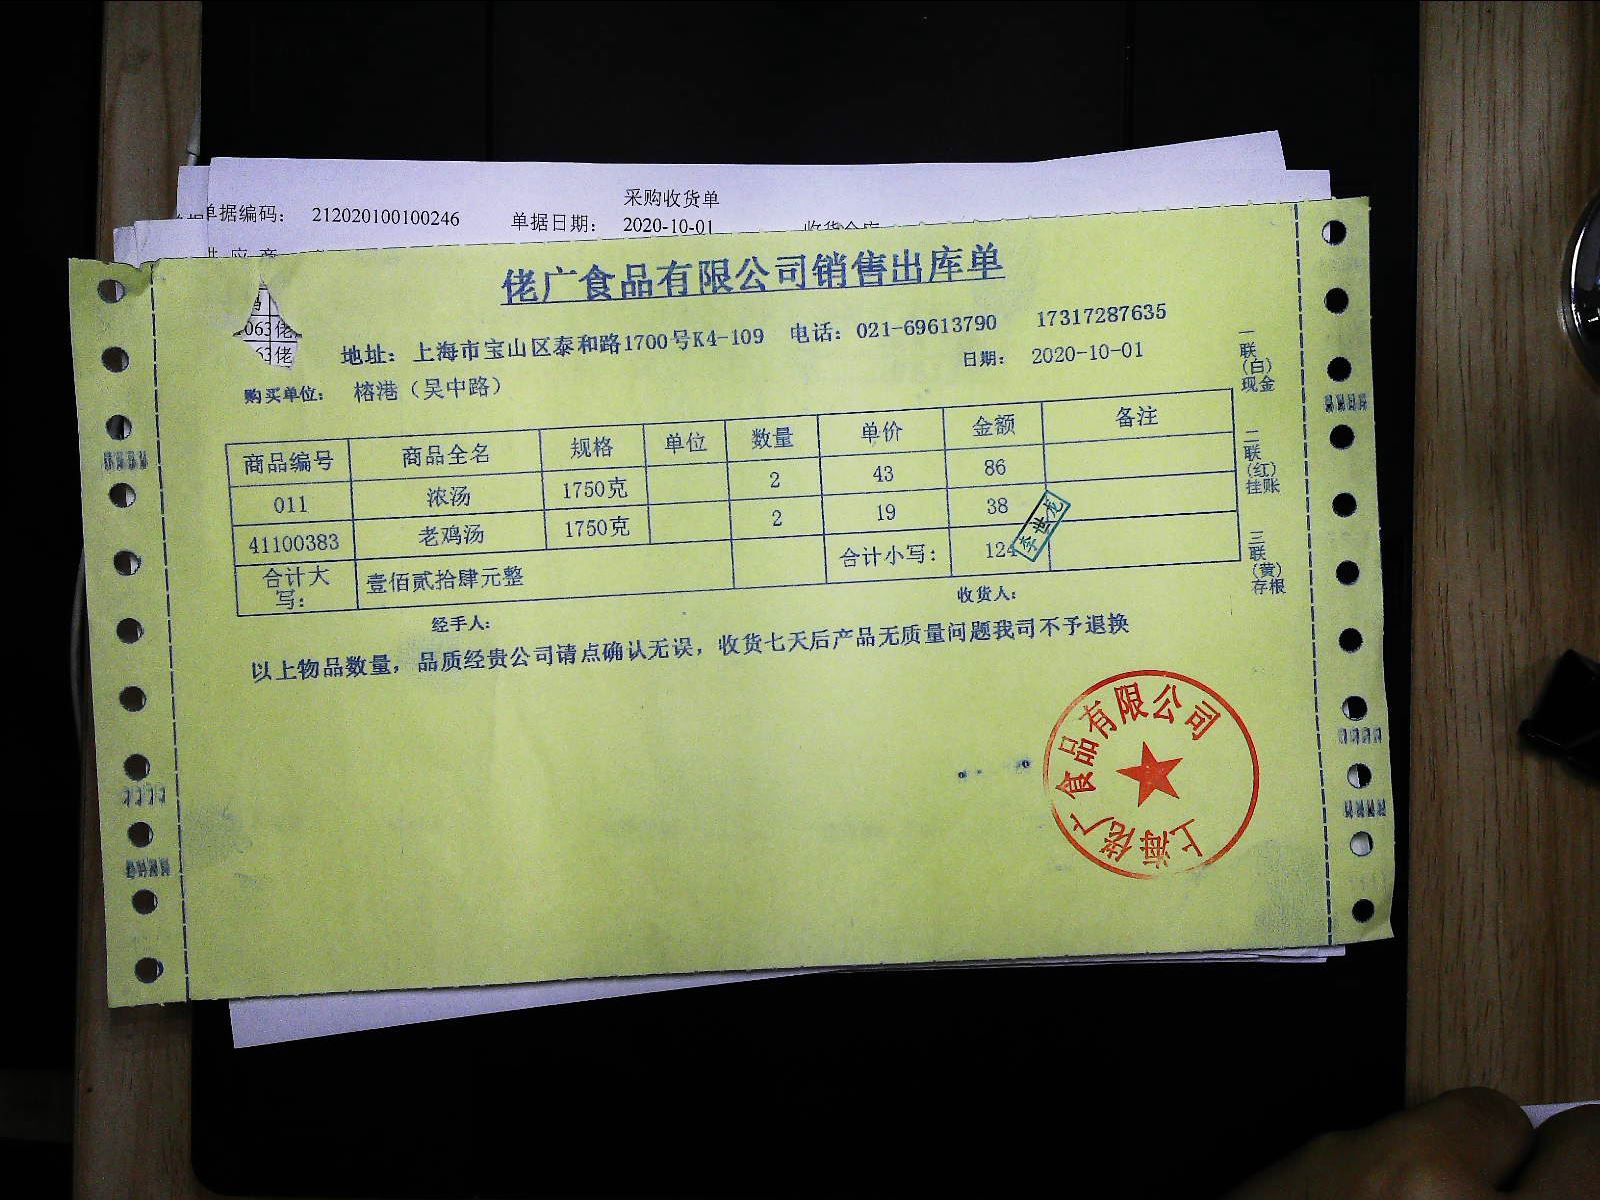 采购收货单
单据编码： 212020100100246 单据日期： 2020-10-01
佬广食品有限公司销售出库单
地址：上海市宝山区泰和路1700号K4-109 电话：021-69613790 17317287635
日期： 2020-10-01
购买单位： 榕港（吴中路）
商品编号 商品全名 规格 单位 数量 单价 金额 备注
011 浓汤 1750克 2 43 86
41100383 老鸡汤 1750克 2 19 38
合计大写： 壹佰贰拾肆元整 合计小写： 124
李世龙
经手人： 收货人：
以上物品数量，品质经贵公司请点确认无误，收货七天后产品无质量问题我司不予退换
一联（白）现金
二联（红）挂账
三联（黄）存根
上海佬广食品有限公司
063 佬
63 佬